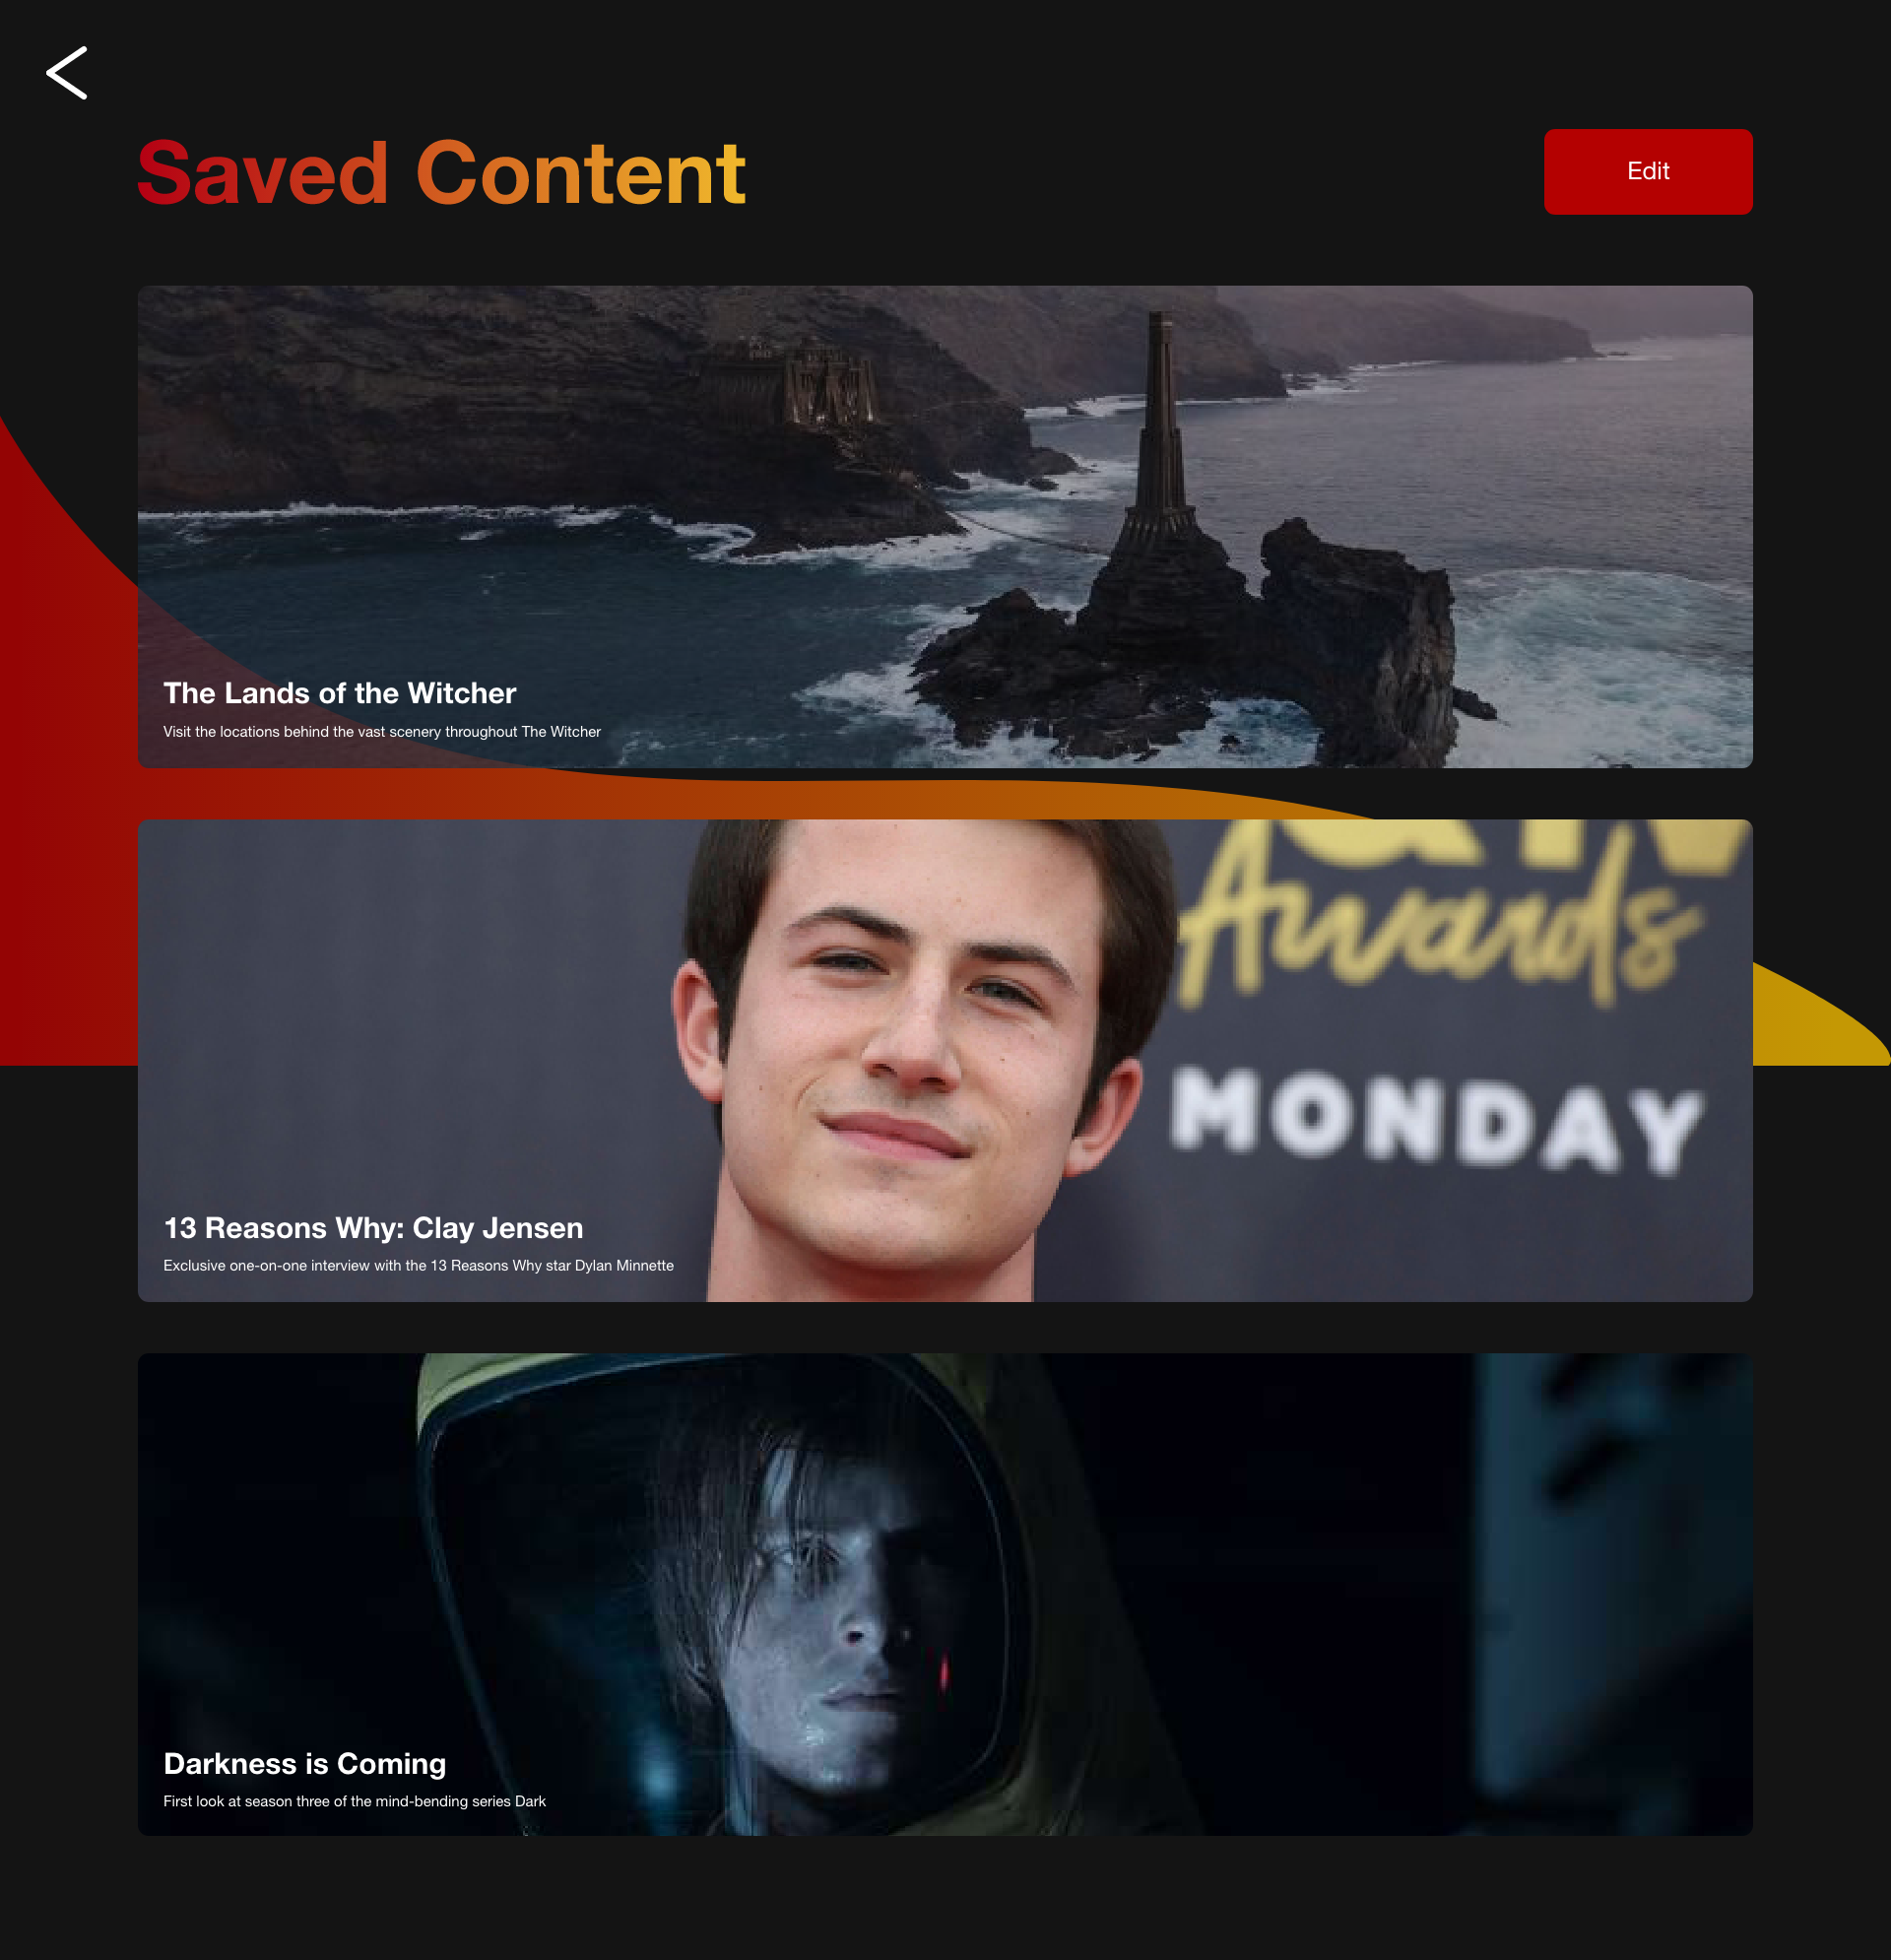 Saved Content
Edit
The Lands of the Witcher
Visit the locations behind the vast scenery throughout The Witcher
Awards
MONDAY
13 Reasons Why: Clay Jensen
Exclusive one-on-one interview with the 13 Reasons Why star Dylan Minnette
Darkness is Coming
First look at season three of the mind-bending series Dark